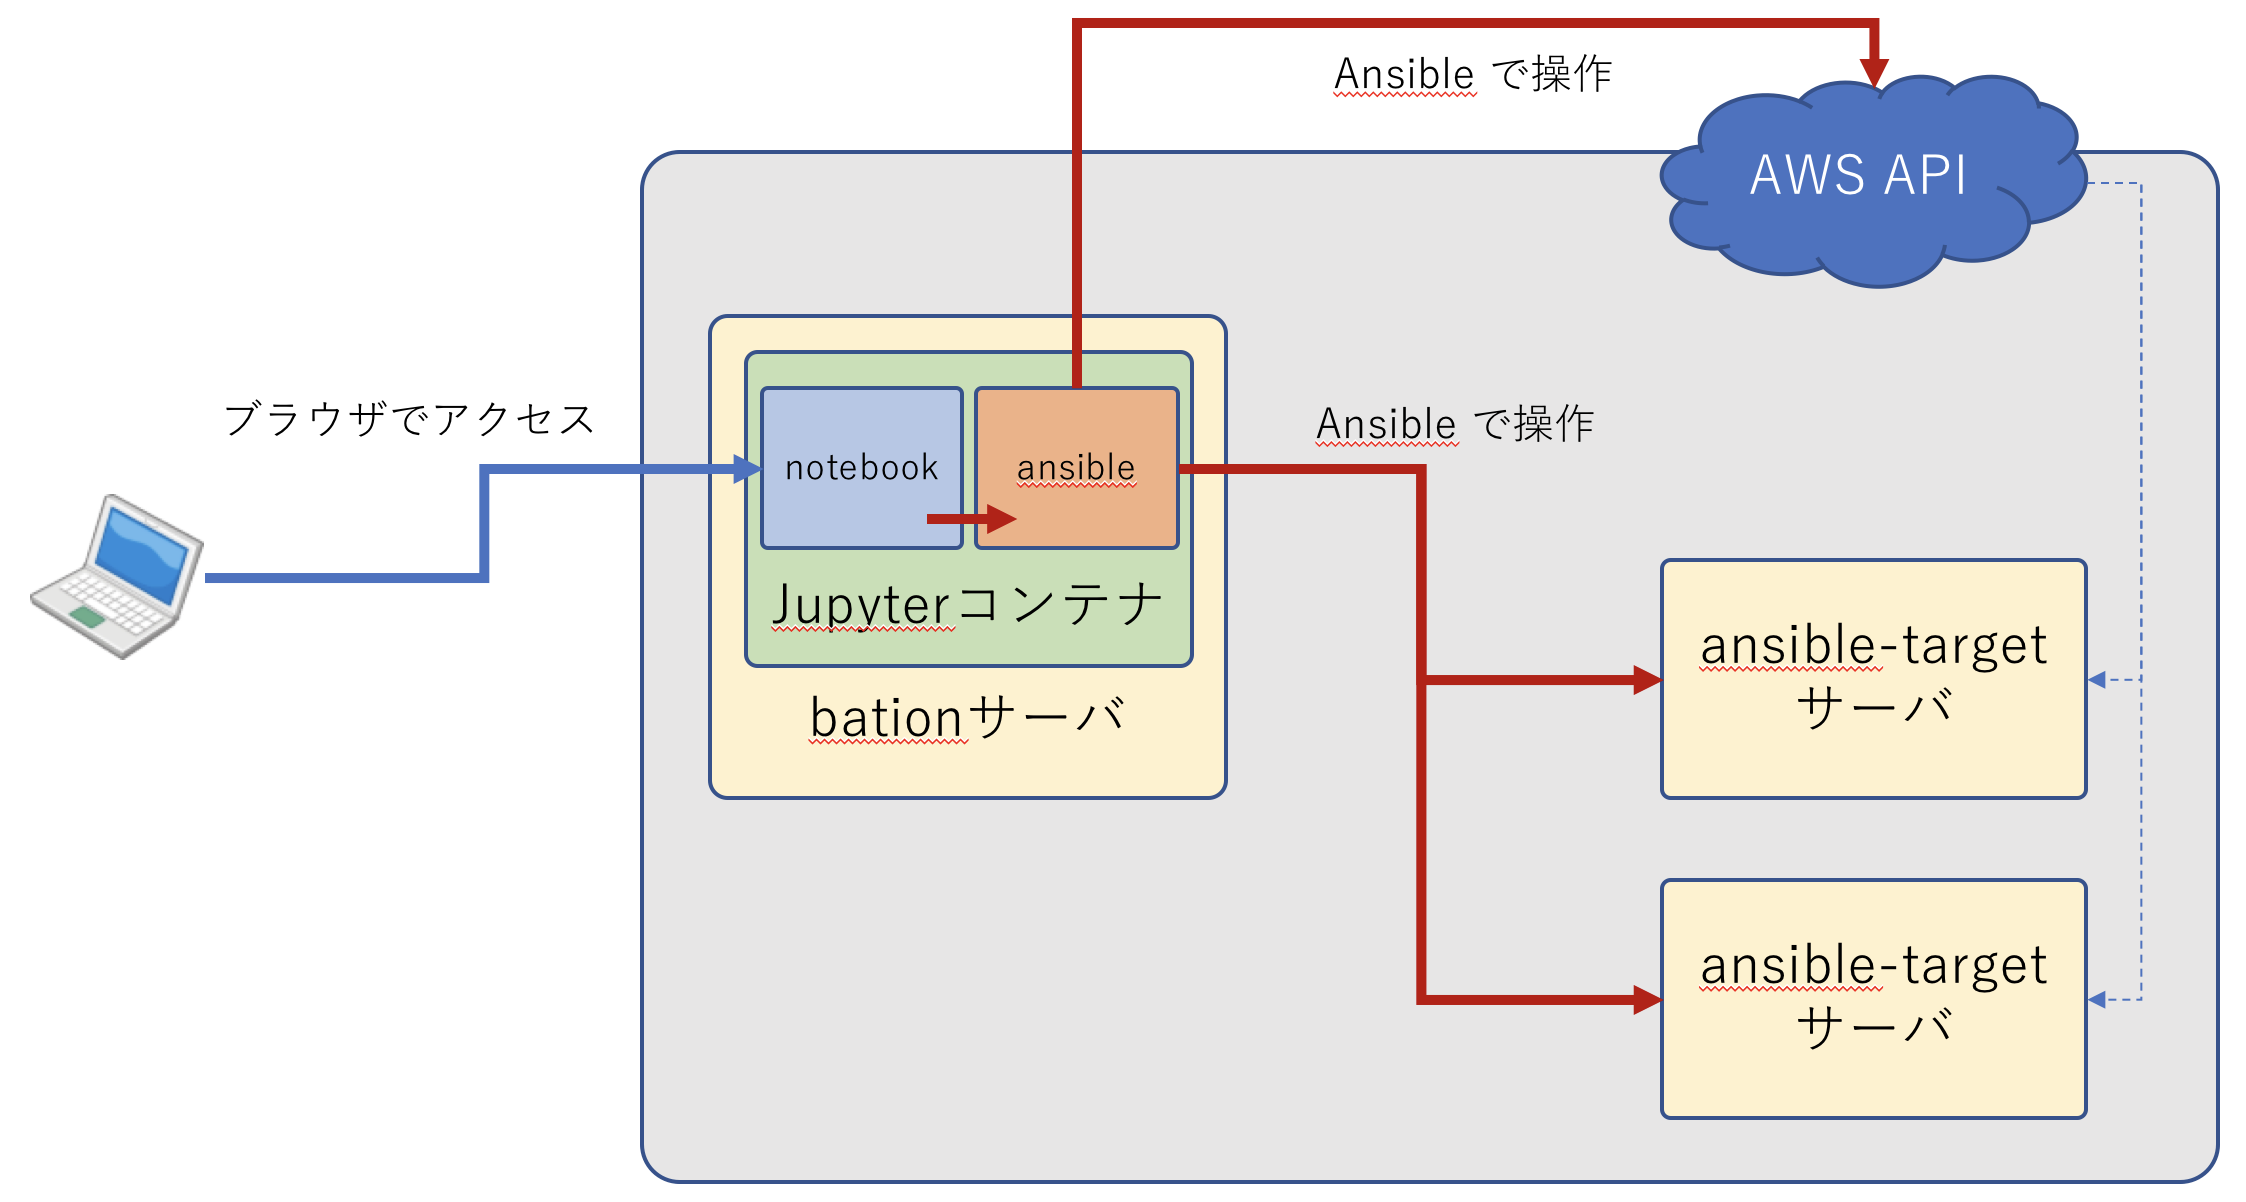 Ansible で操作
AWS API
ブラウザでアクセス
notebook
ansible
Ansible で操作
Jupyterコンテナ
bationサーバ
ansible-target
サーバ
ansible-target
サーバ